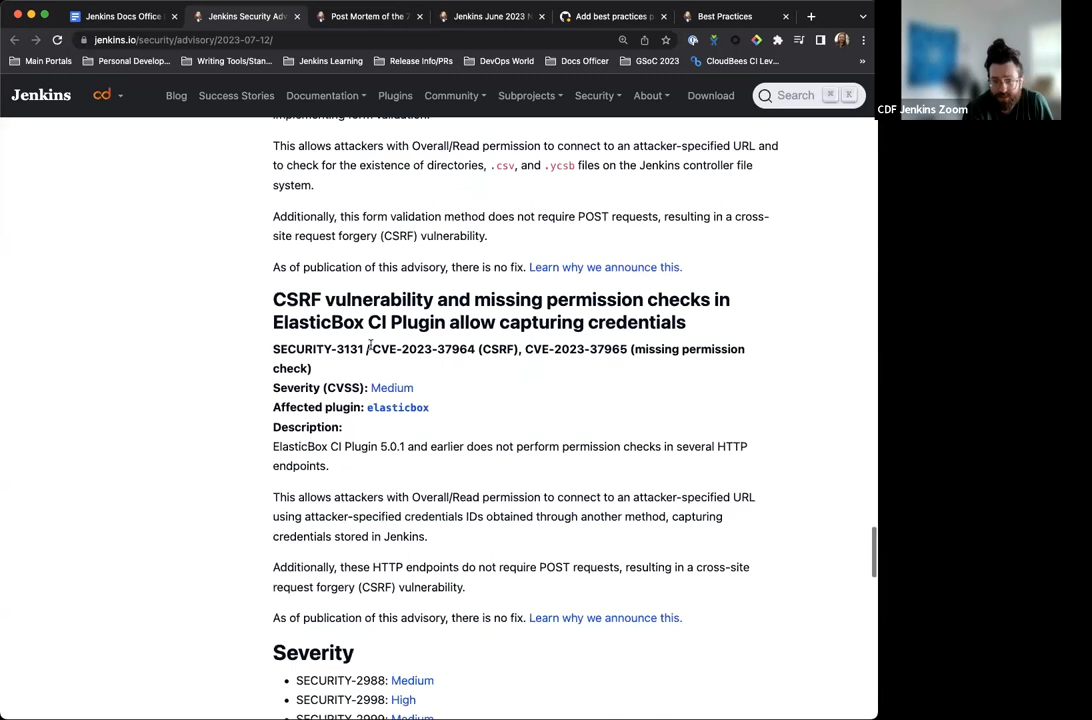 Jenkins Docs Office
Jenkins Security Adv
Post Mortem of the 7
Jenkins June 2023 N
Add best practices p
Best Practices
jenkins.io/security/advisory/2023-07-12/
Main Portals
Personal Develop...
Writing Tools/Stan...
Jenkins Learning
Release Info/PRs
DevOps World
Docs Officer
GSoC 2023
CloudBees CI Lev...
Jenkins
cd
Blog
Success Stories
Documentation
Plugins
Community
Subprojects
Security
About
Download
Search ⌘ K
CDF Jenkins Zoom
implementing form validation.
This allows attackers with Overall/Read permission to connect to an attacker-specified URL and
to check for the existence of directories, .csv, and .ycsb files on the Jenkins controller file
system.
Additionally, this form validation method does not require POST requests, resulting in a cross-
site request forgery (CSRF) vulnerability.
As of publication of this advisory, there is no fix. Learn why we announce this.
CSRF vulnerability and missing permission checks in
ElasticBox CI Plugin allow capturing credentials
SECURITY-3131 / CVE-2023-37964 (CSRF), CVE-2023-37965 (missing permission
check)
Severity (CVSS): Medium
Affected plugin: elasticbox
Description:
ElasticBox CI Plugin 5.0.1 and earlier does not perform permission checks in several HTTP
endpoints.
This allows attackers with Overall/Read permission to connect to an attacker-specified URL
using attacker-specified credentials IDs obtained through another method, capturing
credentials stored in Jenkins.
Additionally, these HTTP endpoints do not require POST requests, resulting in a cross-site
request forgery (CSRF) vulnerability.
As of publication of this advisory, there is no fix. Learn why we announce this.
Severity
SECURITY-2988: Medium
SECURITY-2998: High
SECURITY-2999: Medium